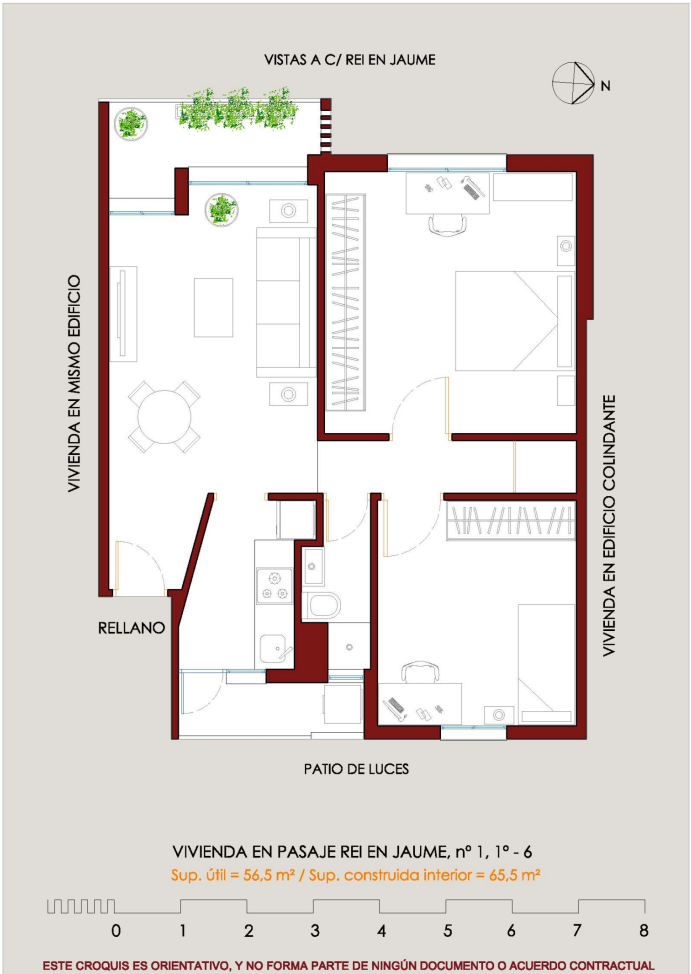 VISTAS A C/ REI EN JAUME
N
VIVIENDA EN MISMO EDIFICIO
VIVIENDA EN EDIFICIO COLINDANTE
RELLANO
PATIO DE LUCES
VIVIENDA EN PASAJE REI EN JAUME, nº 1, 1º - 6
Sup. útil = 56,5 m² / Sup. construida interior = 65,5 m²
0 1 2 3 4 5 6 7 8
ESTE CROQUIS ES ORIENTATIVO, Y NO FORMA PARTE DE NINGÚN DOCUMENTO O ACUERDO CONTRACTUAL